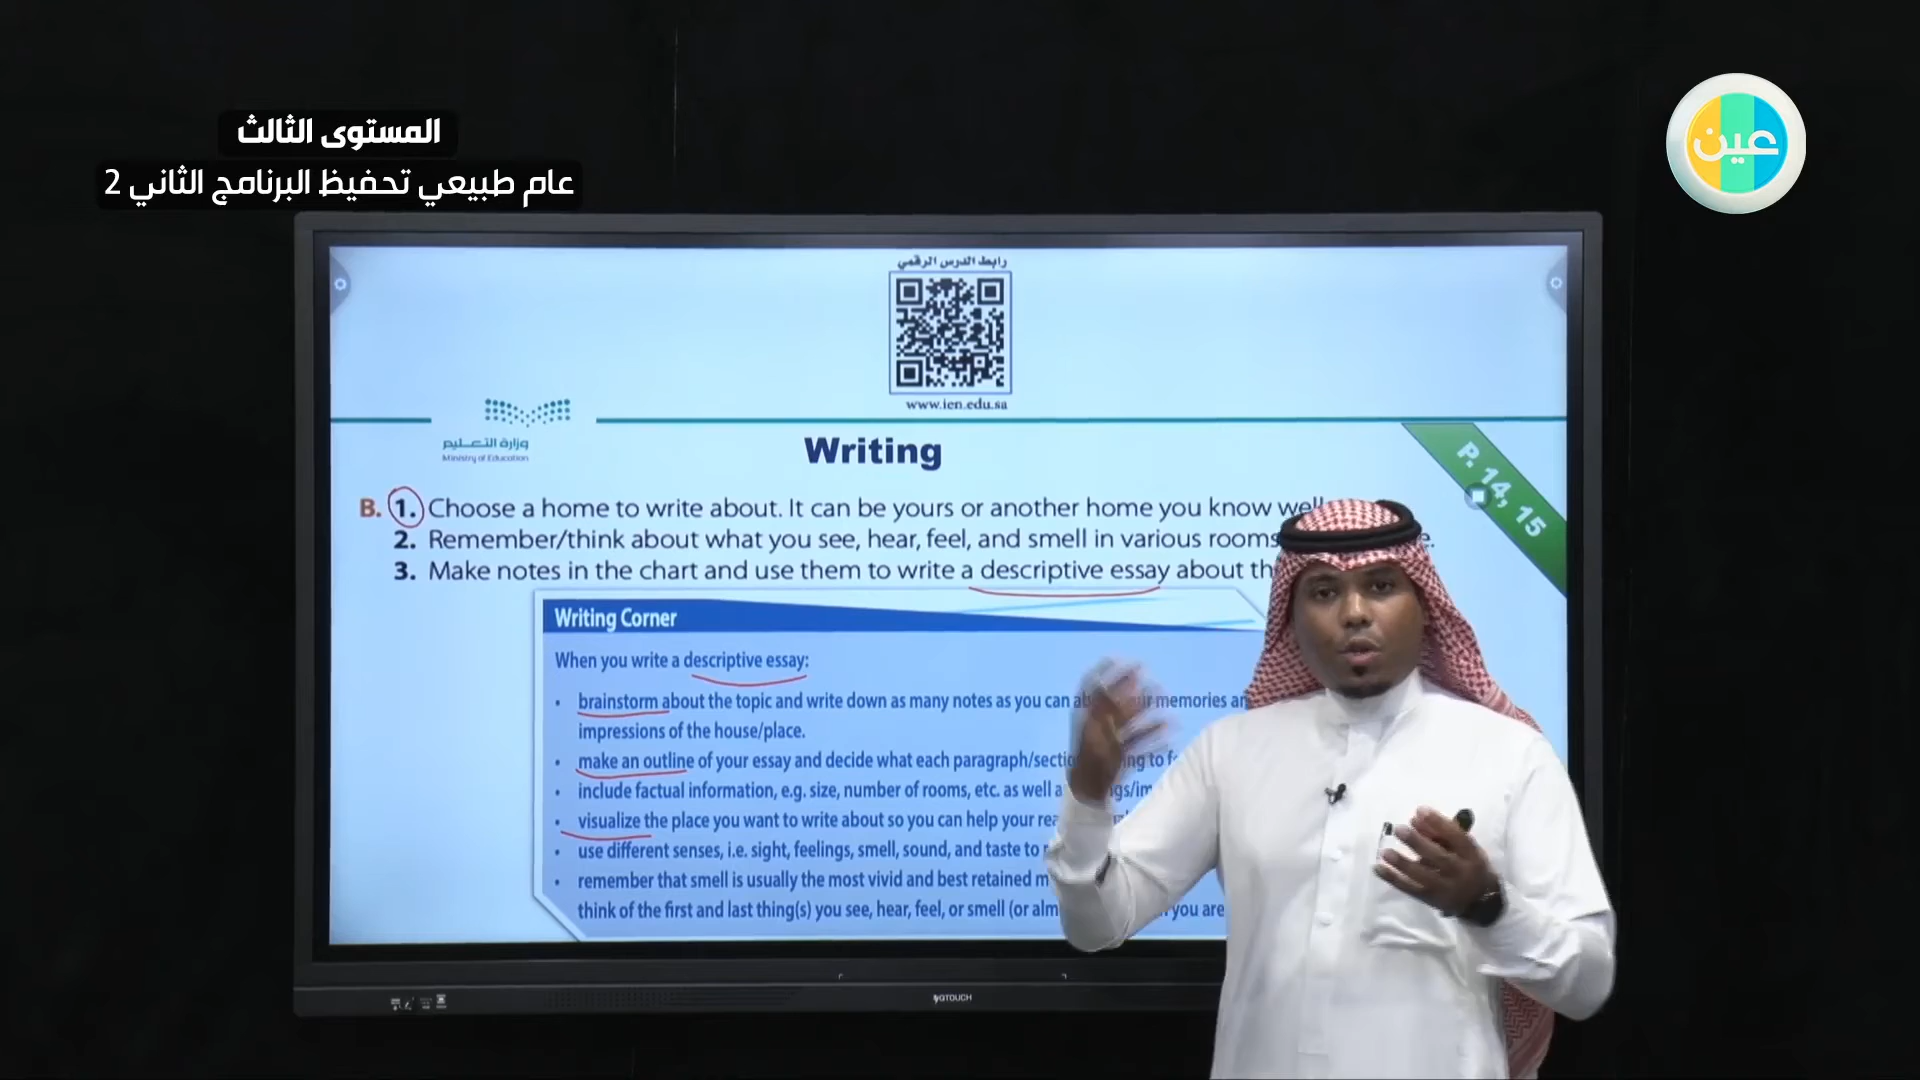 المستوى الثالث
عام طبيعي تحفيظ البرنامج الثاني 2
عين
رابط الدرس الرقمي
www.ien.edu.sa
وزارة التعليم
Ministry of Education
Writing
P. 14, 15
B. 1. Choose a home to write about. It can be yours or another home you know well
2. Remember/think about what you see, hear, feel, and smell in various rooms
3. Make notes in the chart and use them to write a descriptive essay about
Writing Corner
When you write a descriptive essay:
• brainstorm about the topic and write down as many notes as you can memories
impressions of the house/place.
• make an outline of your essay and decide what each paragraph/section to
• include factual information, e.g. size, number of rooms, etc. as well
• visualize the place you want to write about so you can help your
• use different senses, i.e. sight, feelings, smell, sound, and taste to
• remember that smell is usually the most vivid and best retained
think of the first and last thing(s) you see, hear, feel, or smell (or you are
QTOUCH